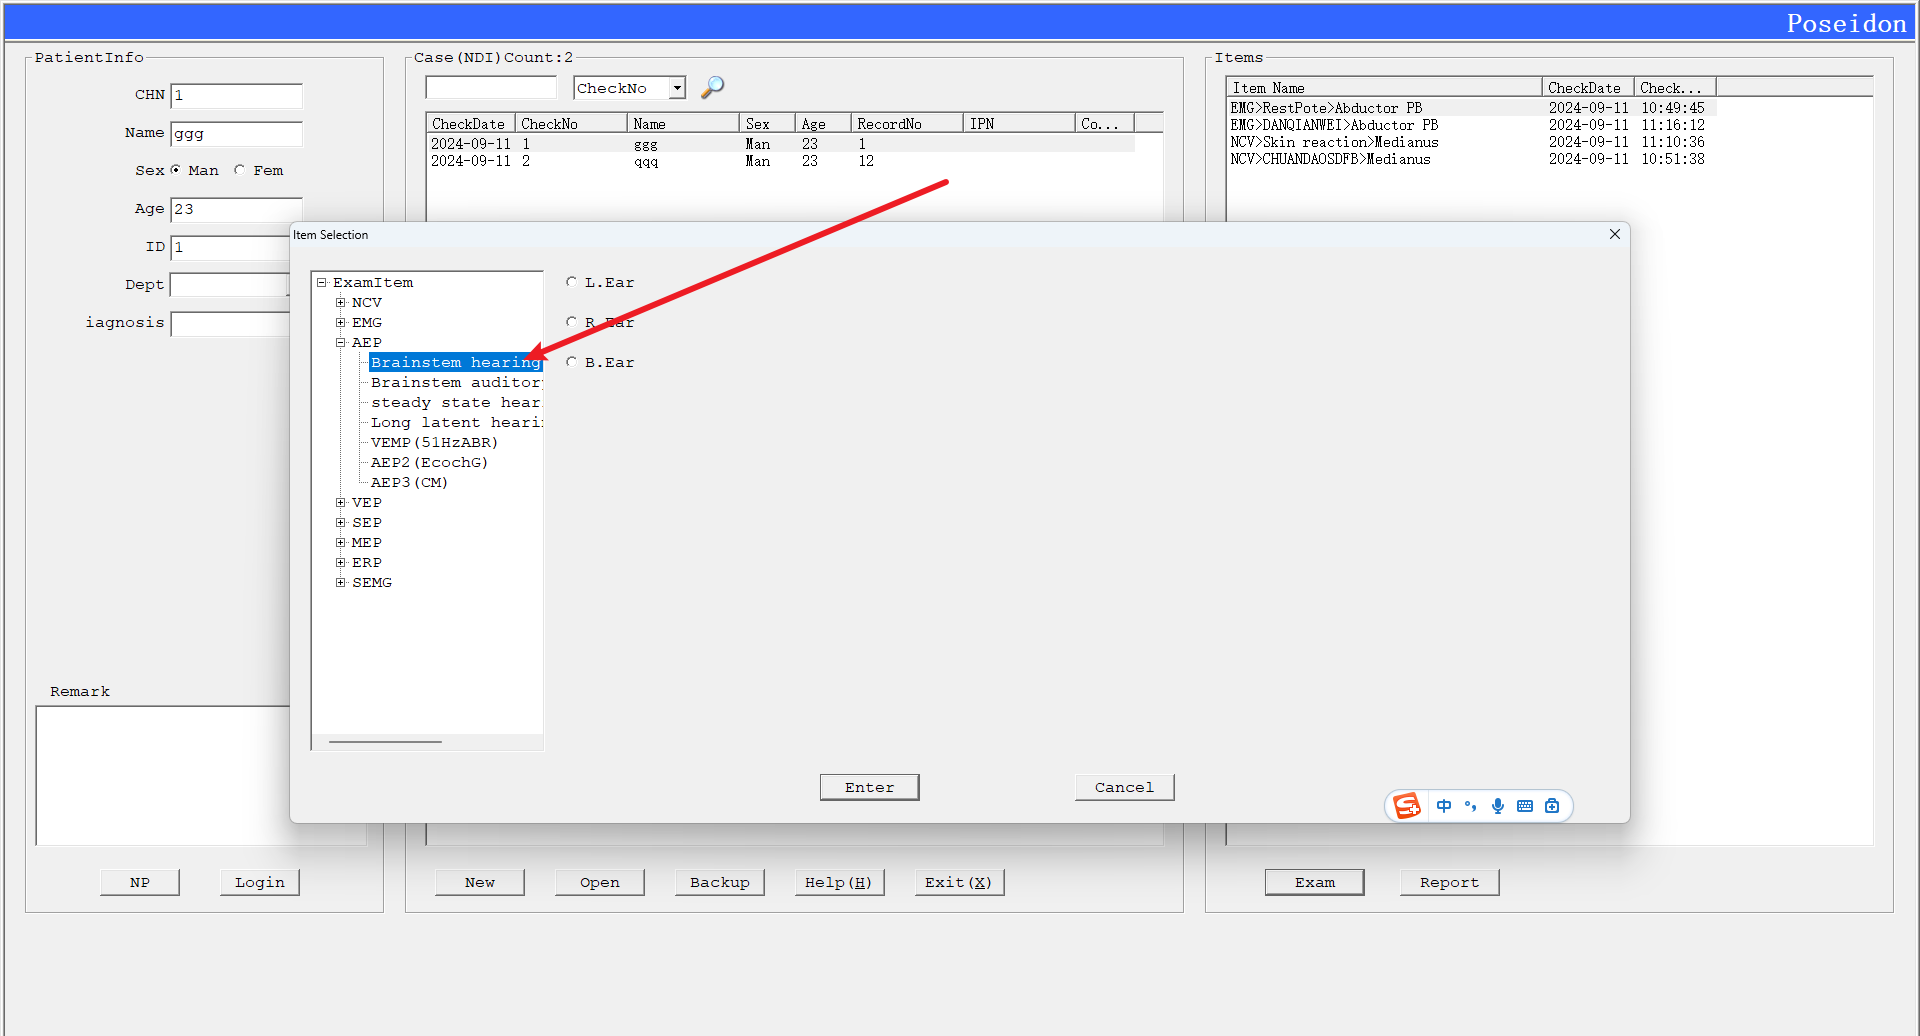 Poseidon
PatientInfo
CHN 1
Name ggg
Sex Man Fem
Age 23
ID 1
Dept
iagnosis
Remark
NP Login
Case(NDI)Count:2
CheckNo
CheckDate CheckNo Name Sex Age RecordNo IPN Co...
2024-09-11 1 ggg Man 23 1
2024-09-11 2 qqq Man 23 12
New Open Backup Help(H) Exit(X)
Items
Item Name CheckDate Check...
EMG>RestPote>Abductor PB 2024-09-11 10:49:45
EMG>DANQIANWEI>Abductor PB 2024-09-11 11:16:12
NCV>Skin reaction>Medianus 2024-09-11 11:10:36
NCV>CHUANDAOSDFB>Medianus 2024-09-11 10:51:38
Exam Report
Item Selection
ExamItem
NCV
EMG
AEP
Brainstem hearing
Brainstem auditor
steady state hear
Long latent heari
VEMP(51HzABR)
AEP2(EcochG)
AEP3(CM)
VEP
SEP
MEP
ERP
SEMG
L.Ear
R.Ear
B.Ear
Enter Cancel
中